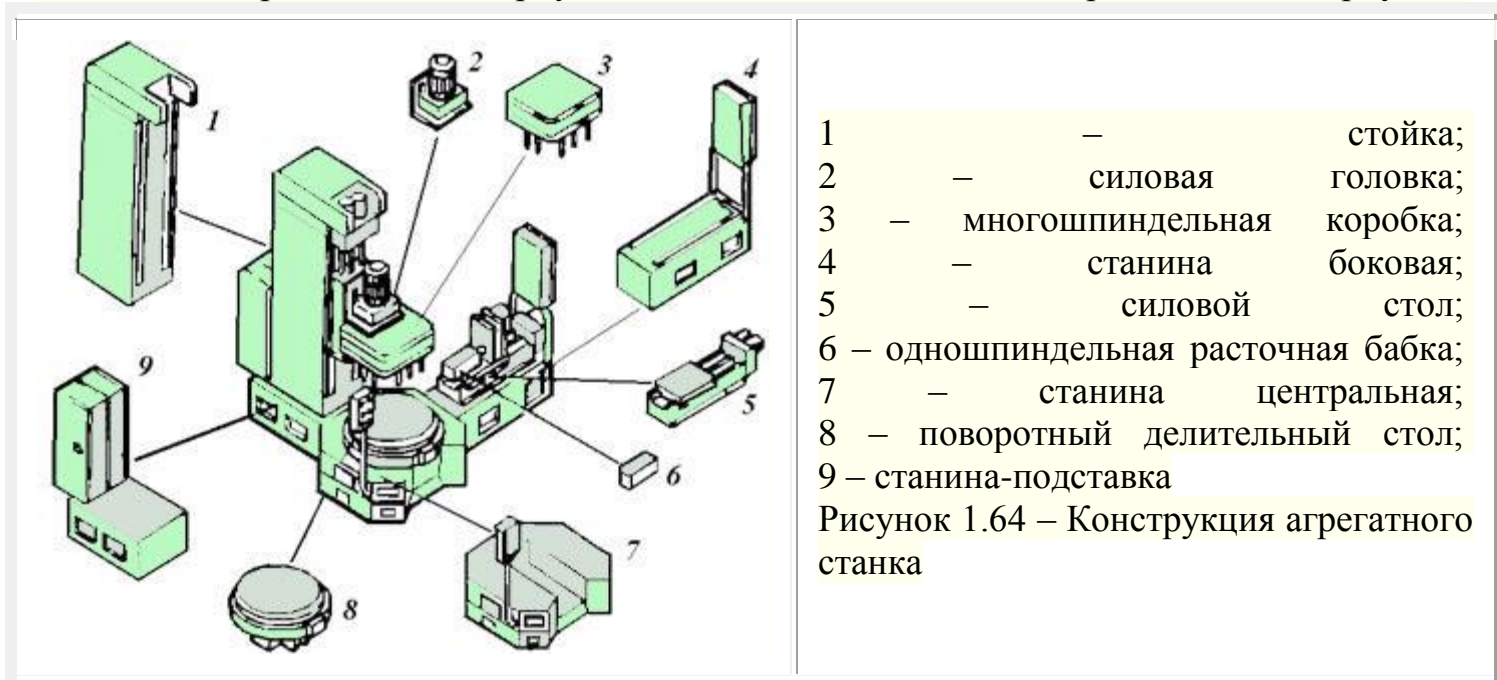 1
2
3
4
5
6
7
8
9
1 – стойка;
2 – силовая головка;
3 – многошпиндельная коробка;
4 – станина боковая;
5 – силовой стол;
6 – одношпиндельная расточная бабка;
7 – станина центральная;
8 – поворотный делительный стол;
9 – станина-подставка
Рисунок 1.64 – Конструкция агрегатного
станка